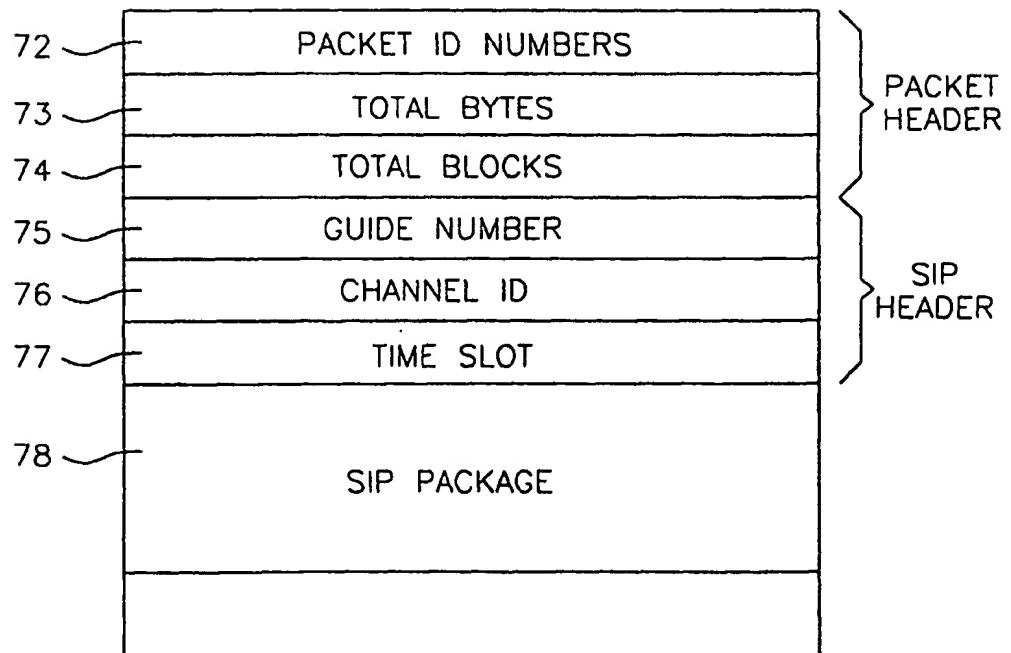 72 PACKET ID NUMBERS
73 TOTAL BYTES
74 TOTAL BLOCKS
PACKET
HEADER
75 GUIDE NUMBER
76 CHANNEL ID
77 TIME SLOT
SIP
HEADER
78 SIP PACKAGE